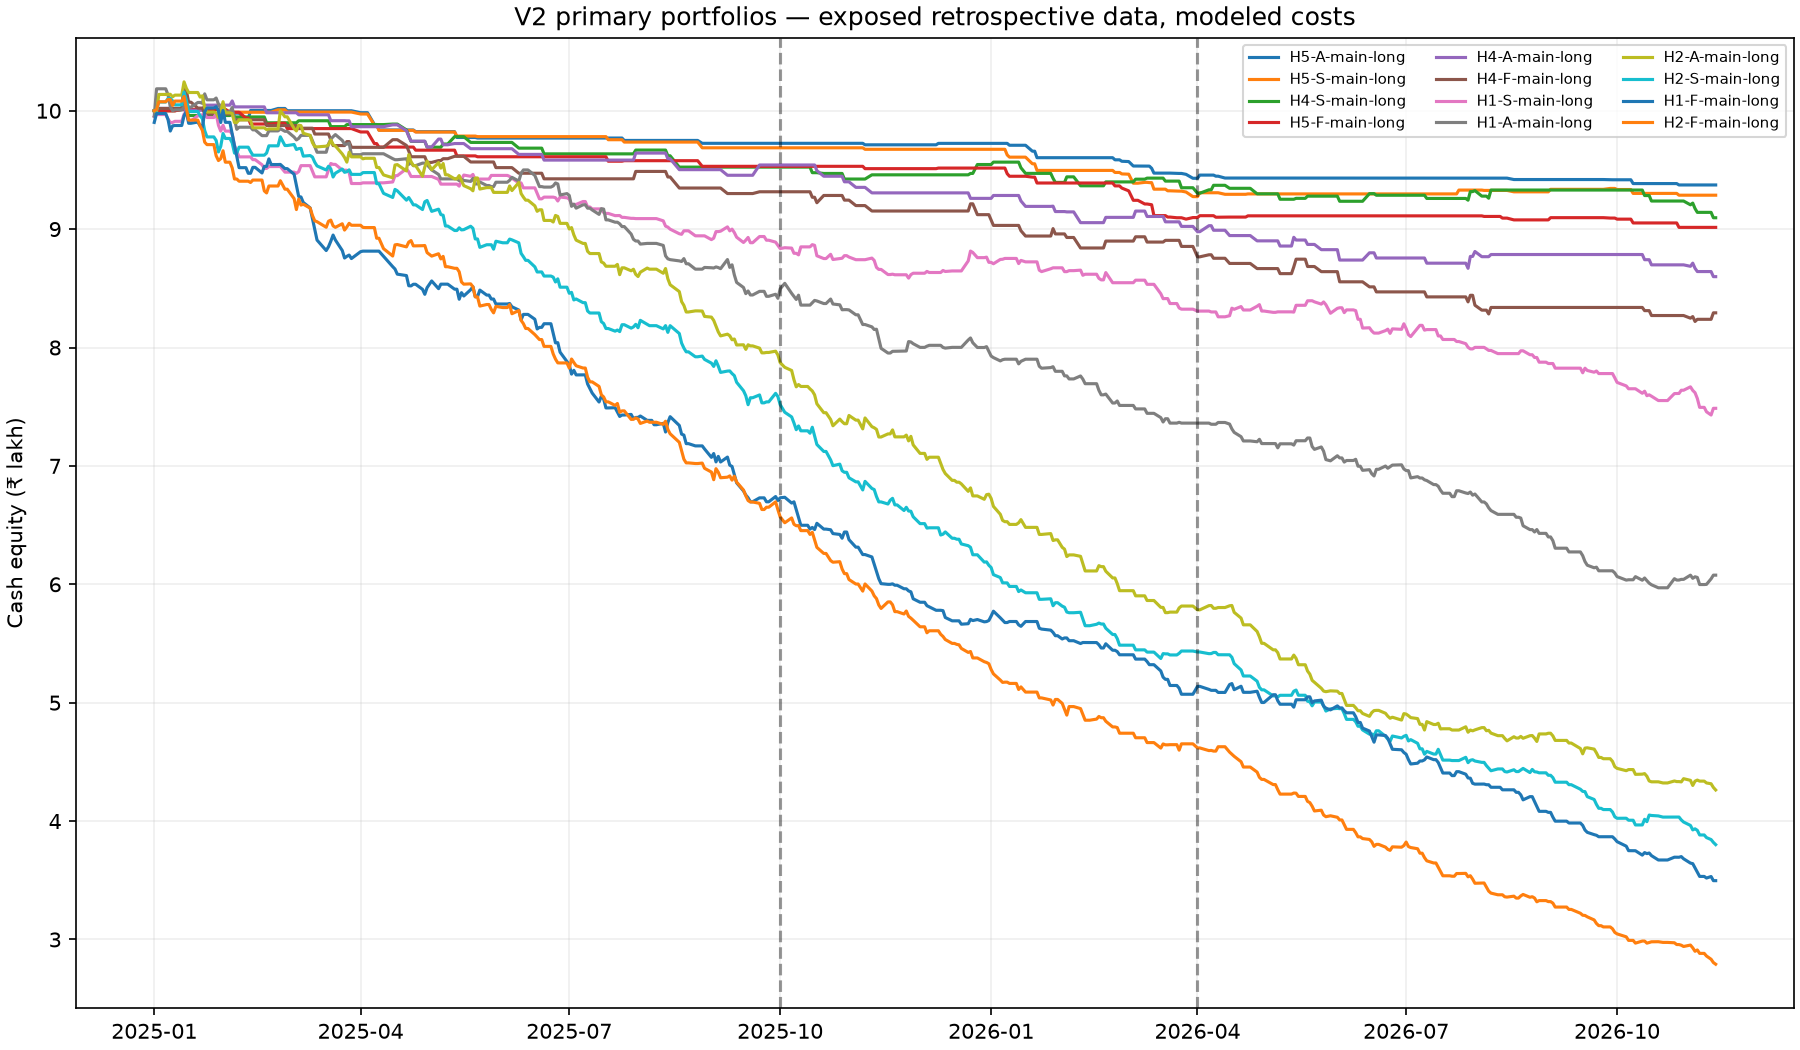 V2 primary portfolios — exposed retrospective data, modeled costs
H5-A-main-long
H5-S-main-long
H4-S-main-long
H5-F-main-long
H4-A-main-long
H4-F-main-long
H1-S-main-long
H1-A-main-long
H2-A-main-long
H2-S-main-long
H1-F-main-long
H2-F-main-long
Cash equity (₹ lakh)
10
9
8
7
6
5
4
3
2025-01
2025-04
2025-07
2025-10
2026-01
2026-04
2026-07
2026-10